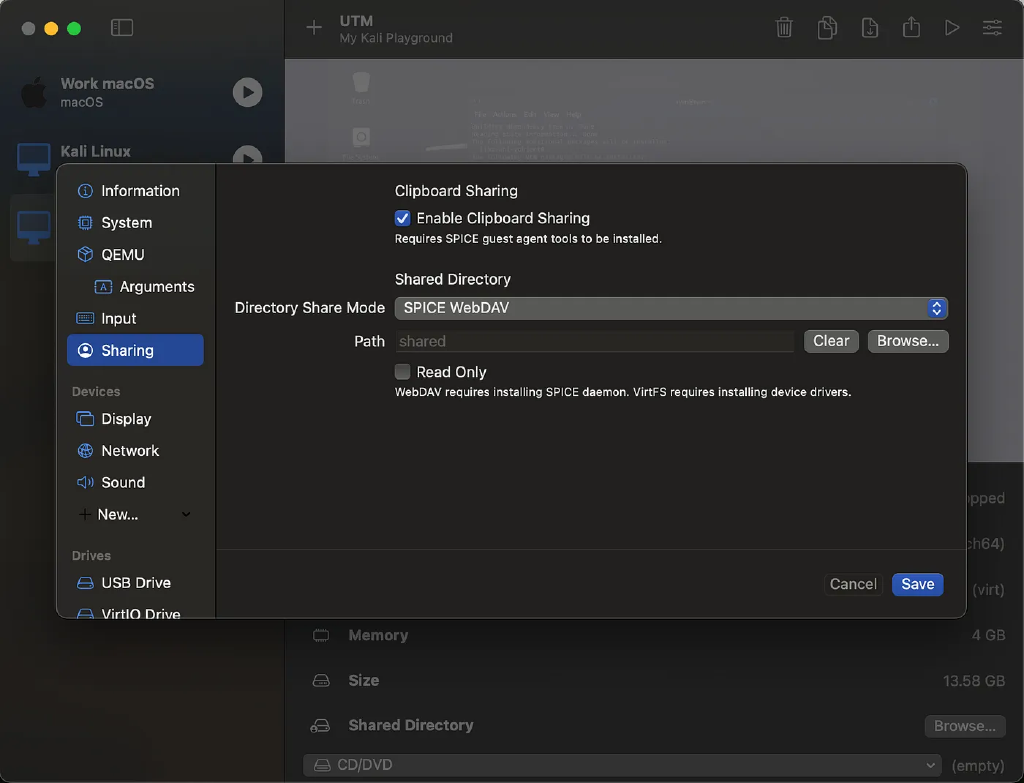 UTM
My Kali Playground
Work macOS
macOS
Kali Linux
Information
System
QEMU
Arguments
Input
Sharing
Devices
Display
Network
Sound
New...
Drives
USB Drive
VirtIO Drive
Clipboard Sharing
Enable Clipboard Sharing
Requires SPICE guest agent tools to be installed.
Shared Directory
Directory Share Mode SPICE WebDAV
Path shared Clear Browse...
Read Only
WebDAV requires installing SPICE daemon. VirtFS requires installing device drivers.
Cancel Save
opped
ch64)
(virt)
Memory 4 GB
Size 13.58 GB
Shared Directory Browse...
CD/DVD (empty)